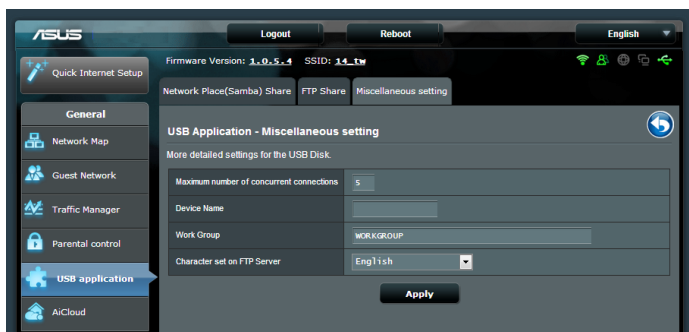 ASUS
Logout
Reboot
English
Quick Internet Setup
Firmware Version: 1.0.5.4 SSID: 14_tw
Network Place(Samba) Share
FTP Share
Miscellaneous setting
General
Network Map
Guest Network
Traffic Manager
Parental control
USB application
AiCloud
USB Application - Miscellaneous setting
More detailed settings for the USB Disk.
Maximum number of concurrent connections 5
Device Name
Work Group WORKGROUP
Character set on FTP Server English
Apply